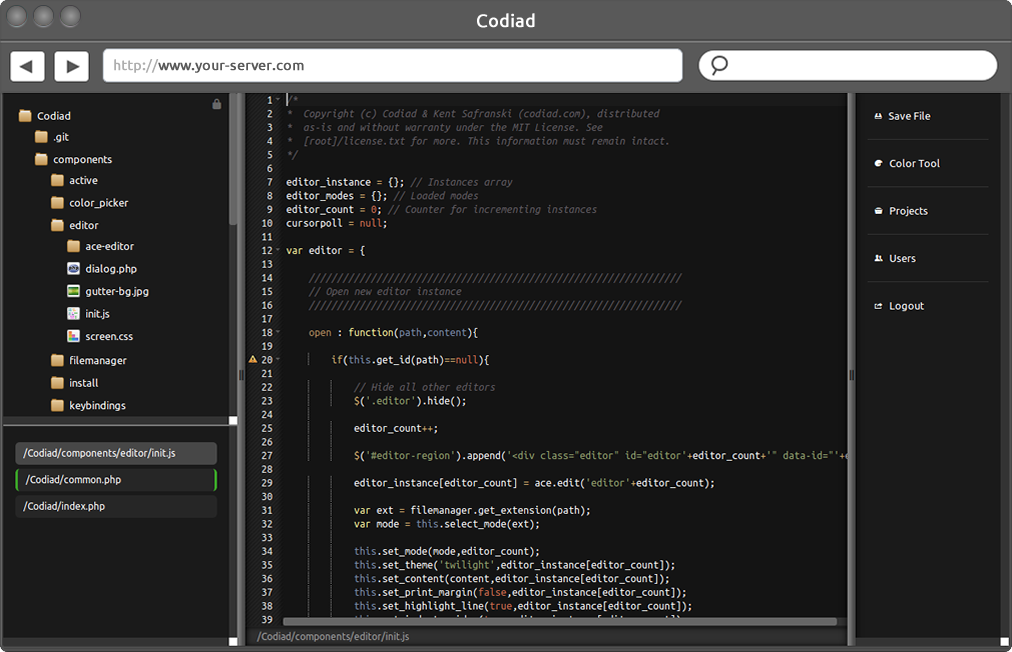 Codiad
http://www.your-server.com
Codiad
.git
components
active
color_picker
editor
ace-editor
dialog.php
gutter-bg.jpg
init.js
screen.css
filemanager
install
keybindings
/Codiad/components/editor/init.js
/Codiad/common.php
/Codiad/index.php
1 /*
2 *  Copyright (c) Codiad & Kent Safranski (codiad.com), distributed
3 *  as-is and without warranty under the MIT License. See
4 *  [root]/license.txt for more. This information must remain intact.
5 */
6
7 editor_instance = {}; // Instances array
8 editor_modes = {}; // Loaded modes
9 editor_count = 0; // Counter for incrementing instances
10 cursorpoll = null;
11
12 var editor = {
13
14 //////////////////////////////////////////////////////////////////
15 // Open new editor instance
16 //////////////////////////////////////////////////////////////////
17
18 open : function(path,content){
19
20 if(this.get_id(path)==null){
21
22 // Hide all other editors
23 $('.editor').hide();
24
25 editor_count++;
26
27 $('#editor-region').append('<div class="editor" id="editor'+editor_count+'" data-id="'+e
28
29 editor_instance[editor_count] = ace.edit('editor'+editor_count);
30
31 var ext = filemanager.get_extension(path);
32 var mode = this.select_mode(ext);
33
34 this.set_mode(mode,editor_count);
35 this.set_theme('twilight',editor_instance[editor_count]);
36 this.set_content(content,editor_instance[editor_count]);
37 this.set_print_margin(false,editor_instance[editor_count]);
38 this.set_highlight_line(true,editor_instance[editor_count]);
39
/Codiad/components/editor/init.js
Save File
Color Tool
Projects
Users
Logout